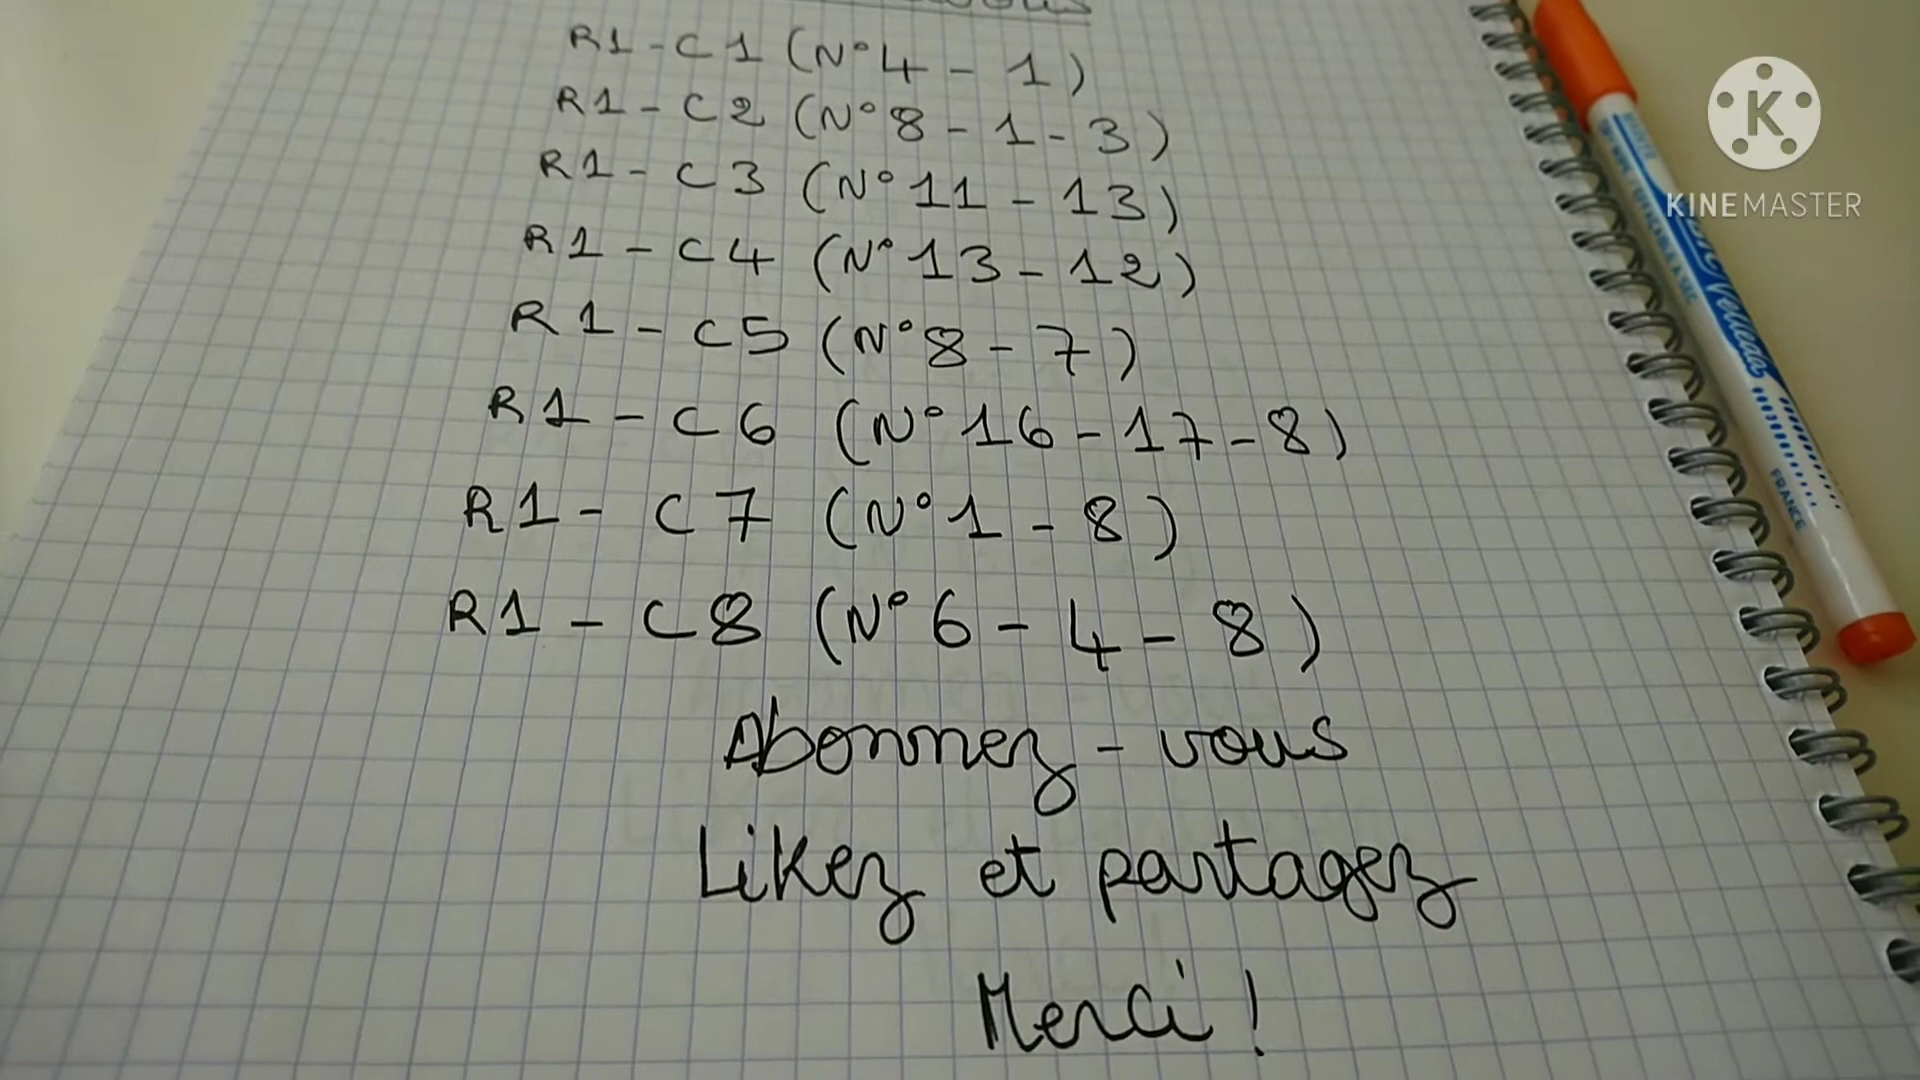 R1-C1 (N°4-1)
R1-C2 (N°8-1-3)
R1-C3 (N°11-13)
R1-C4 (N°13-12)
R1-C5 (N°8-7)
R1-C6 (N°16-17-8)
R1-C7 (N°1-8)
R1-C8 (N°6-4-8)
Abonnez-vous
Likez et partagez
Merci !
K
KINEMASTER
Velleda
FRANCE